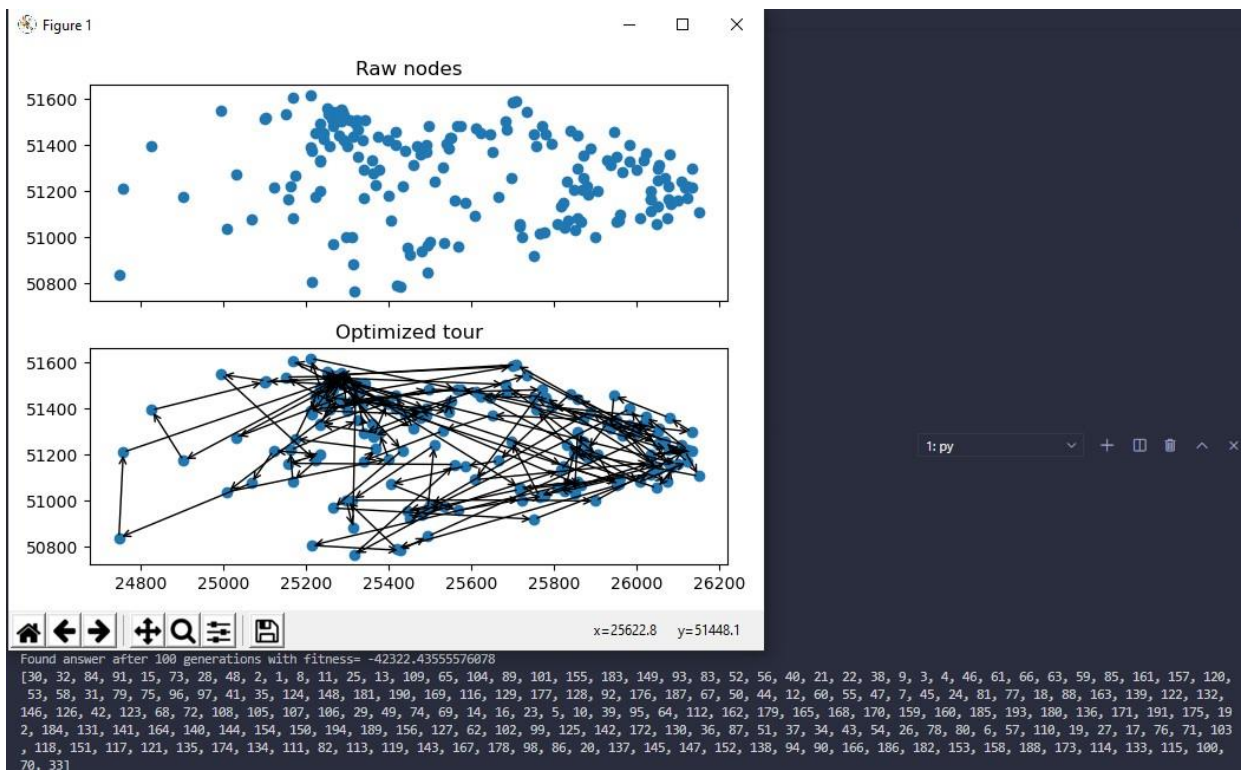 Figure 1
Raw nodes
51600
51400
51200
51000
50800
Optimized tour
51600
51400
51200
51000
50800
24800 25000 25200 25400 25600 25800 26000 26200
x=25622.8 y=51448.1
1: py
Found answer after 100 generations with fitness= -42322.43555576078
[30, 32, 84, 91, 15, 73, 28, 48, 2, 1, 8, 11, 25, 13, 109, 65, 104, 89, 101, 155, 183, 149, 93, 83, 52, 56, 40, 21, 22, 38, 9, 3, 4, 46, 61, 66, 63, 59, 85, 161, 157, 120,
53, 58, 31, 79, 75, 96, 97, 41, 35, 124, 148, 181, 190, 169, 116, 129, 177, 128, 92, 176, 187, 67, 50, 44, 12, 60, 55, 47, 7, 45, 24, 81, 77, 18, 88, 163, 139, 122, 132,
146, 126, 42, 123, 68, 72, 108, 105, 107, 106, 29, 49, 74, 69, 14, 16, 23, 5, 10, 39, 95, 64, 112, 162, 179, 165, 168, 170, 159, 160, 185, 193, 180, 136, 171, 191, 175, 19
2, 184, 131, 141, 164, 140, 144, 154, 150, 194, 189, 156, 127, 62, 102, 99, 125, 142, 172, 130, 36, 87, 51, 37, 34, 43, 54, 26, 78, 80, 6, 57, 110, 19, 27, 17, 76, 71, 103
, 118, 151, 117, 121, 135, 174, 134, 111, 82, 113, 119, 143, 167, 178, 98, 86, 20, 137, 145, 147, 152, 138, 94, 90, 166, 186, 182, 153, 158, 188, 173, 114, 133, 115, 100,
70, 33]